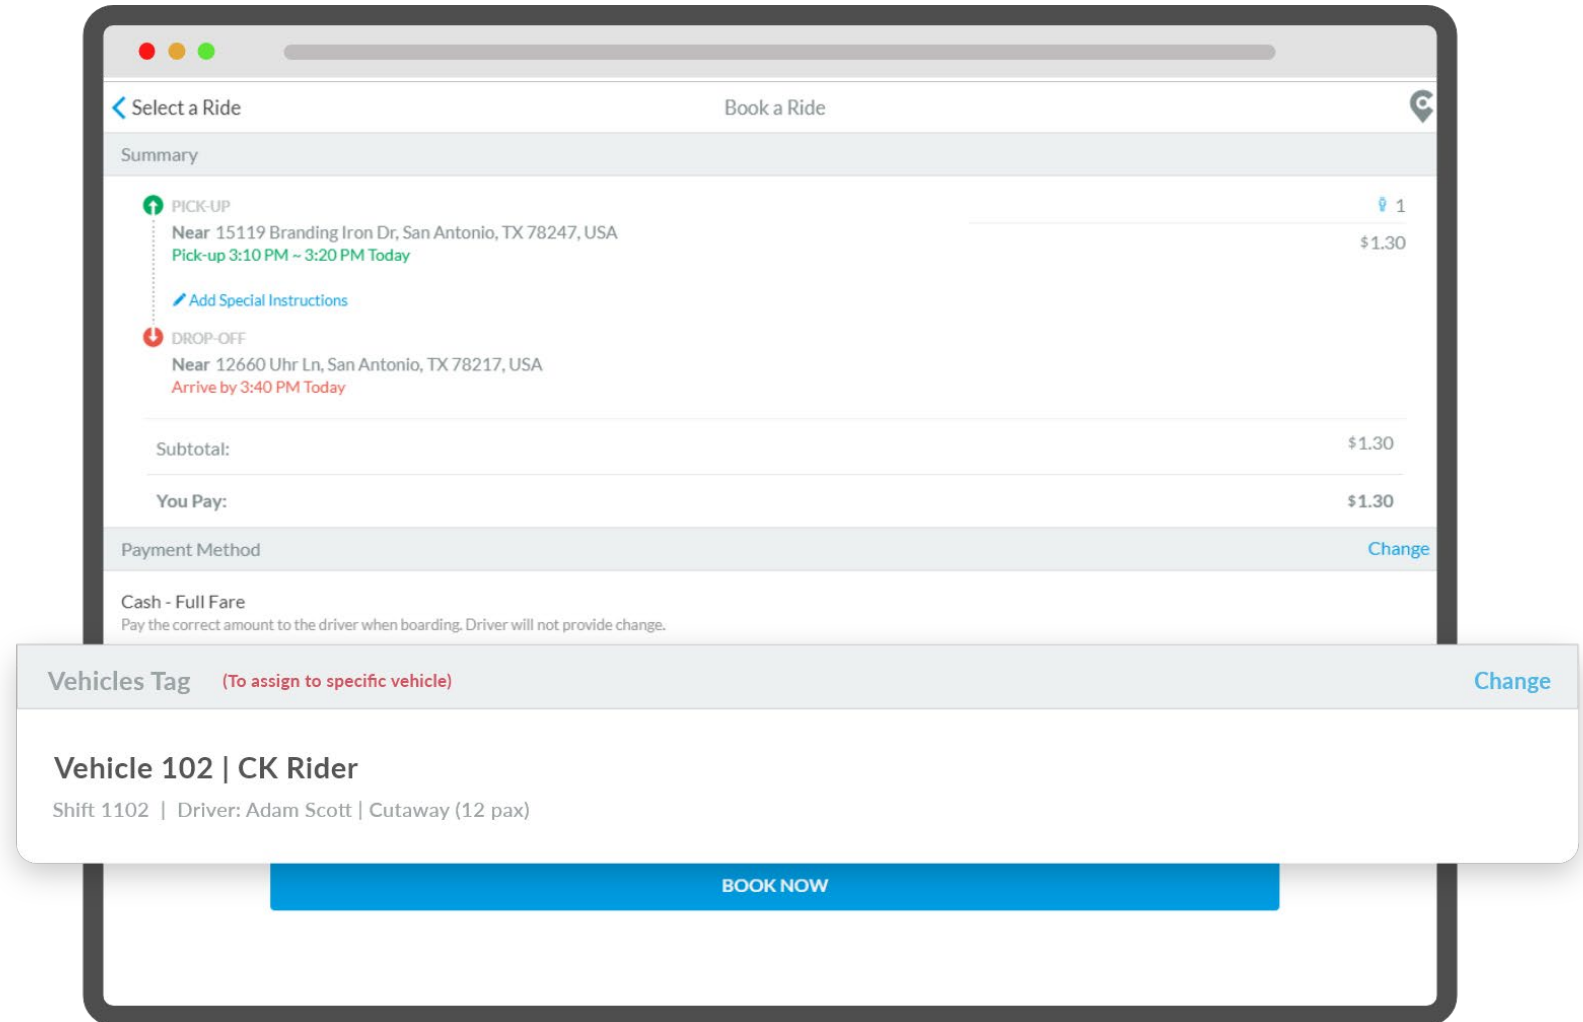 Select a Ride
Book a Ride
Summary
PICK-UP
1
Near 15119 Branding Iron Dr, San Antonio, TX 78247, USA
$1.30
Pick-up 3:10 PM ~ 3:20 PM Today
Add Special Instructions
DROP-OFF
Near 12660 Uhr Ln, San Antonio, TX 78217, USA
Arrive by 3:40 PM Today
Subtotal: $1.30
You Pay: $1.30
Payment Method Change
Cash - Full Fare
Pay the correct amount to the driver when boarding. Driver will not provide change.
Vehicles Tag (To assign to specific vehicle) Change
Vehicle 102 | CK Rider
Shift 1102 | Driver: Adam Scott | Cutaway (12 pax)
BOOK NOW